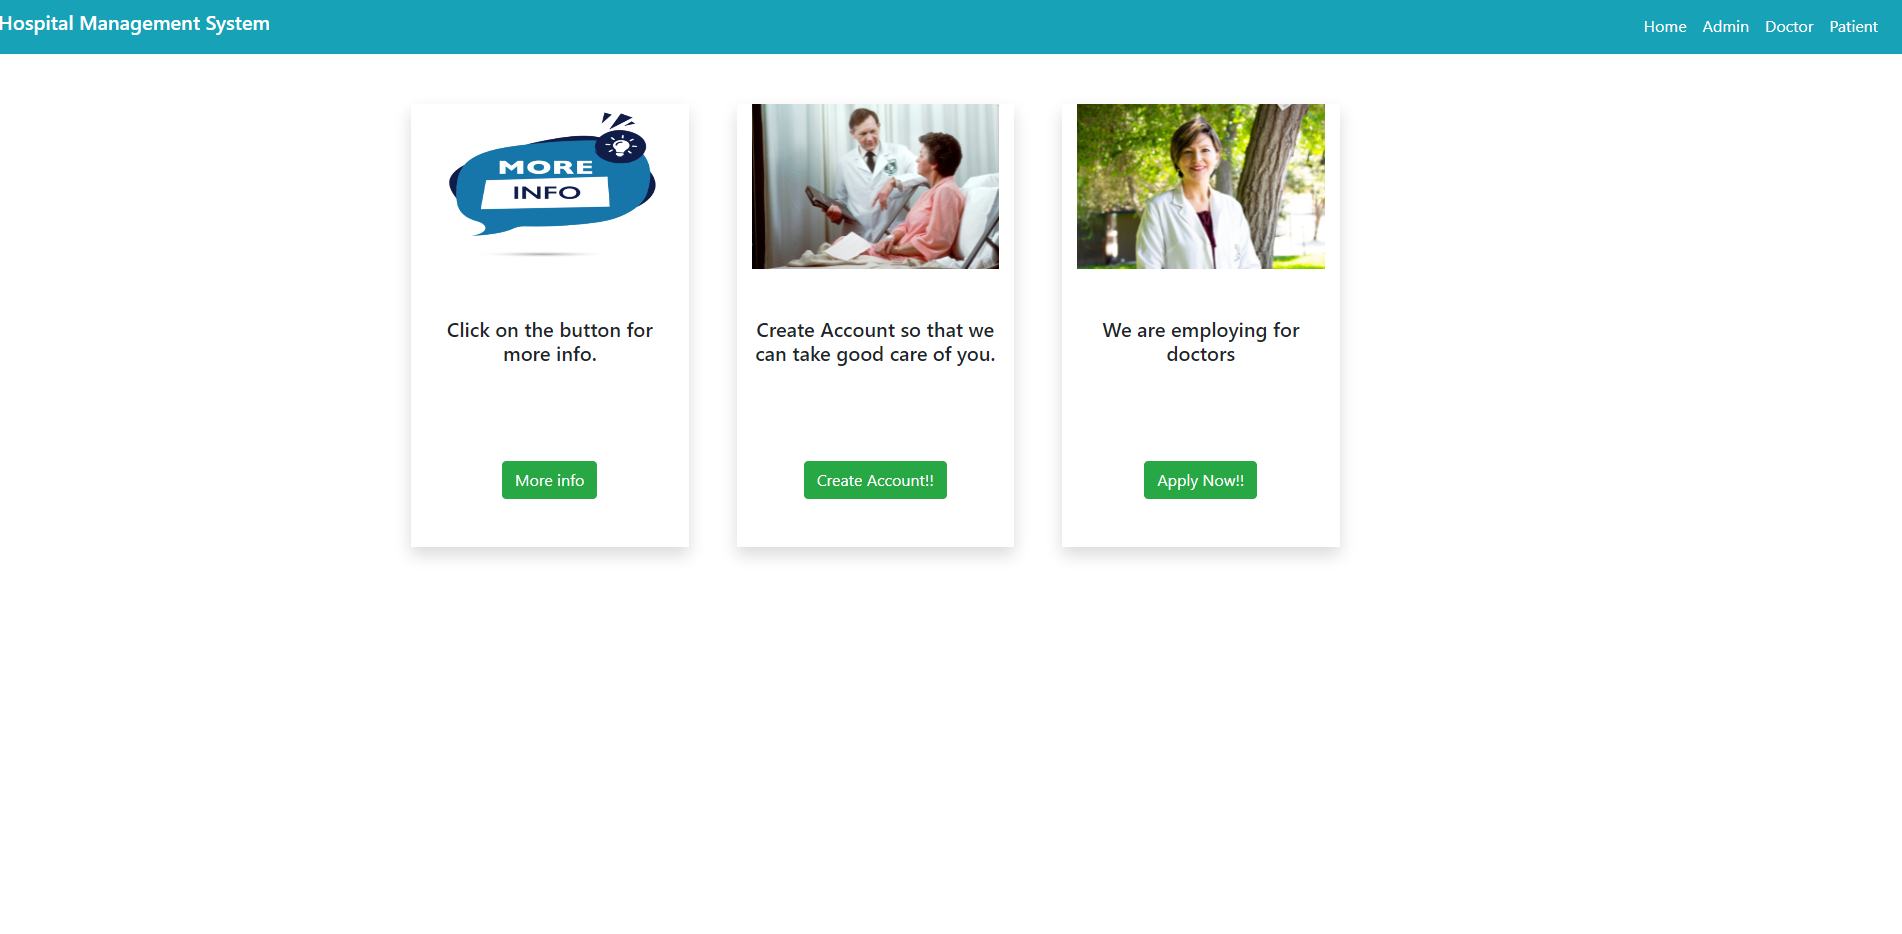 Hospital Management System
Home Admin Doctor Patient
MORE
INFO
Click on the button for
more info.
More info
Create Account so that we
can take good care of you.
Create Account!!
We are employing for
doctors
Apply Now!!